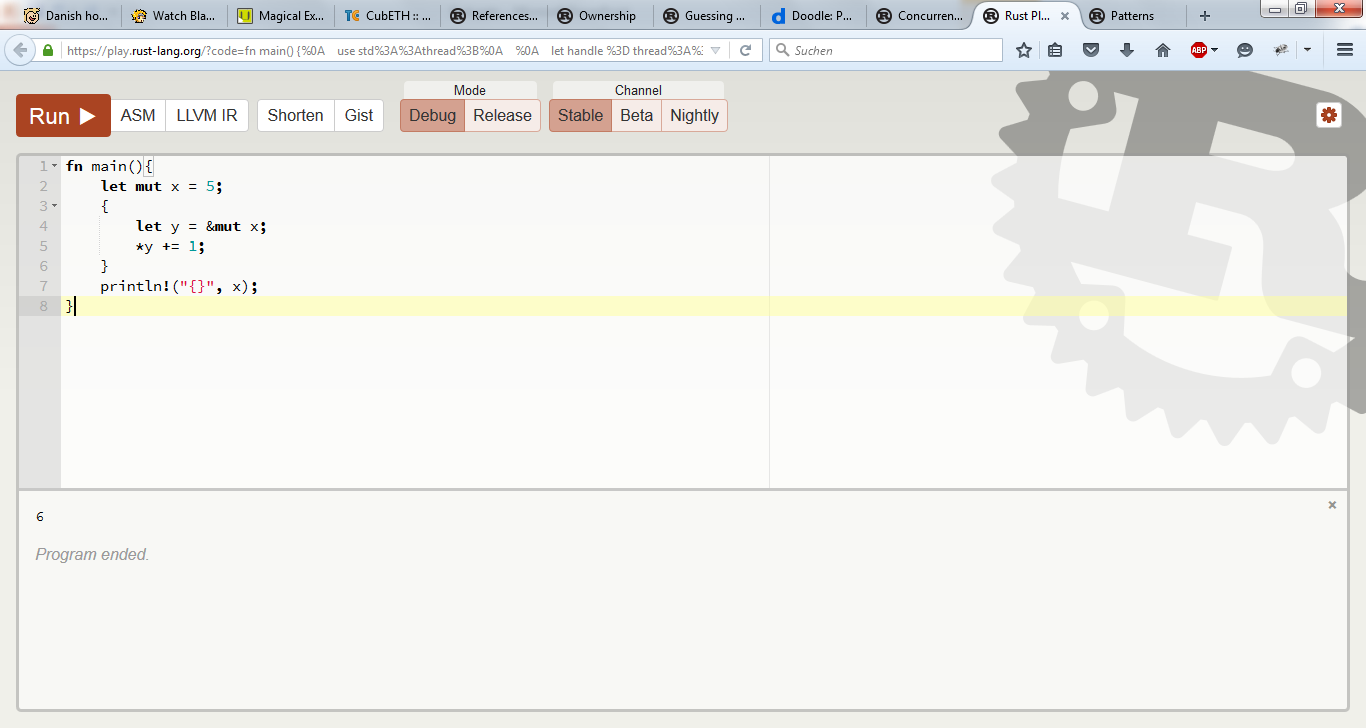 Danish ho... Watch Bla... Magical Ex... CubETH :: ... References... Ownership Guessing ... Doodle: P... Concurren... Rust Pl... Patterns
https://play.rust-lang.org/?code=fn main() {%0A    use std%3A%3Athread%3B%0A    %0A    let handle %3D thread%3A%: Suchen ABP
Mode Channel
Run ASM LLVM IR Shorten Gist Debug Release Stable Beta Nightly
1 fn main(){
2     let mut x = 5;
3     {
4         let y = &mut x;
5         *y += 1;
6     }
7     println!("{}", x);
8 }
6
Program ended.